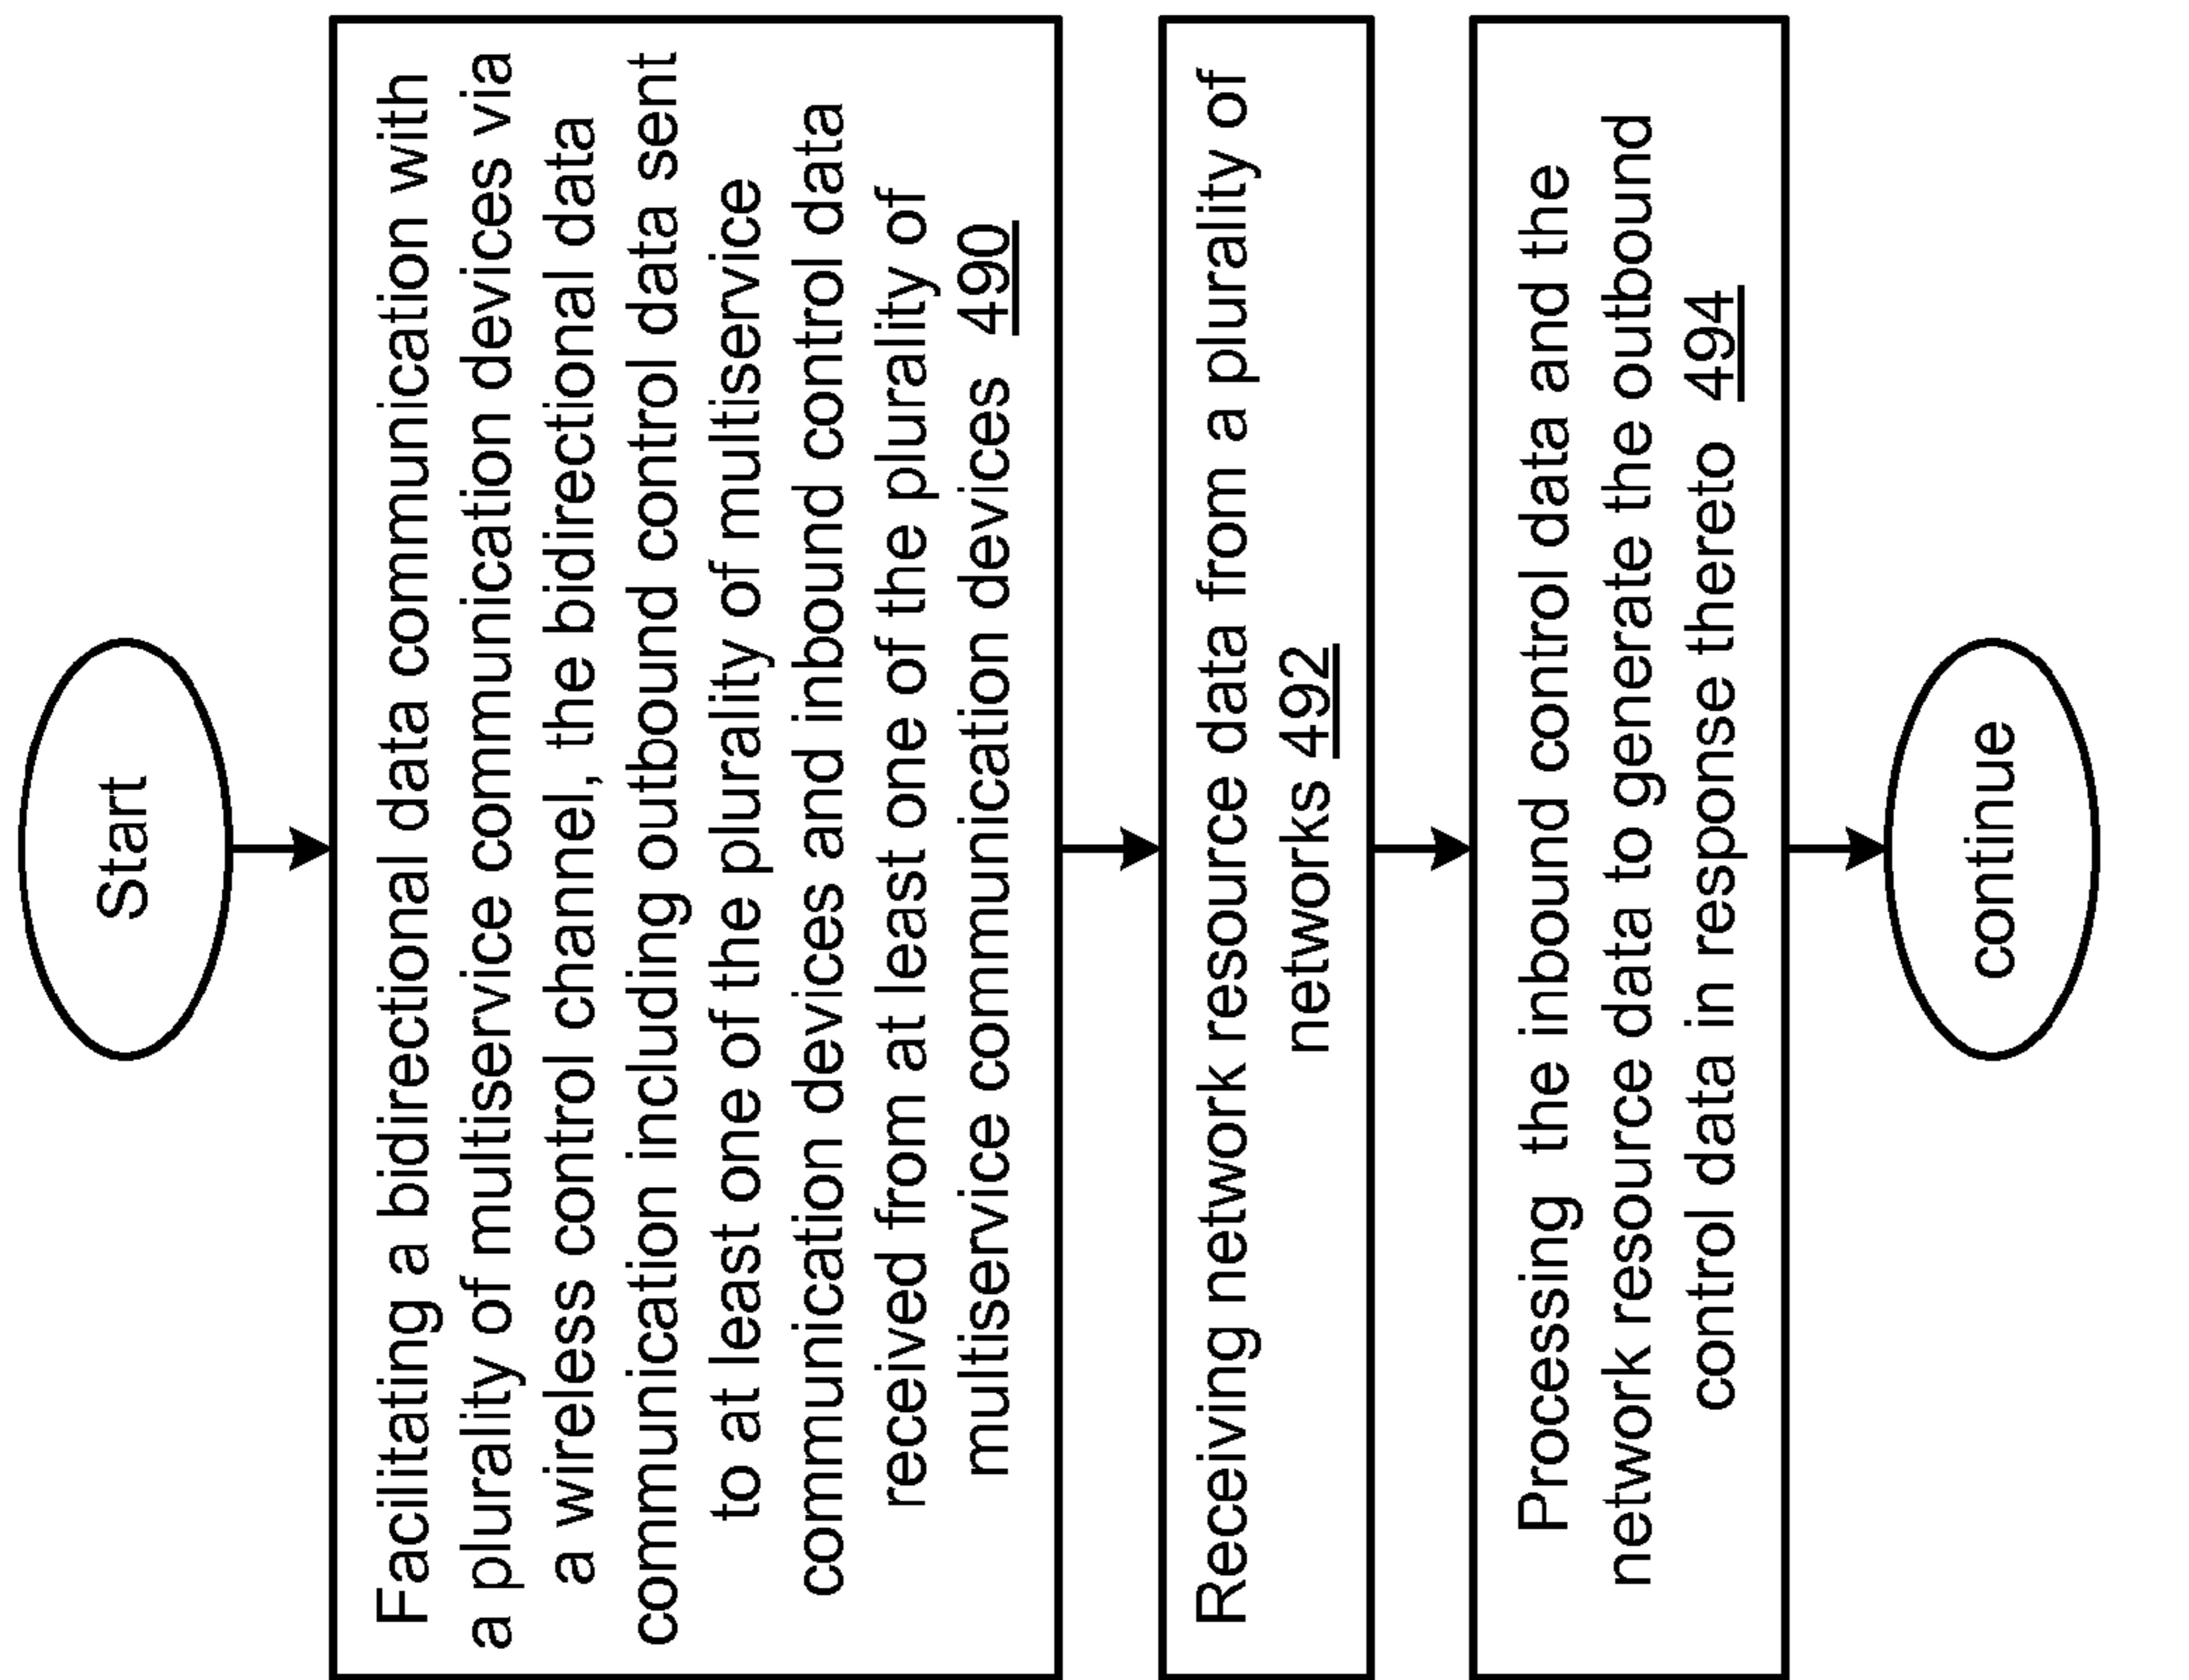 Start
Facilitating a bidirectional data communication with
a plurality of multiservice communication devices via
a wireless control channel, the bidirectional data
communication including outbound control data sent
to at least one of the plurality of multiservice
communication devices and inbound control data
received from at least one of the plurality of
multiservice communication devices 490
Receiving network resource data from a plurality of
networks 492
Processing the inbound control data and the
network resource data to generate the outbound
control data in response thereto 494
continue